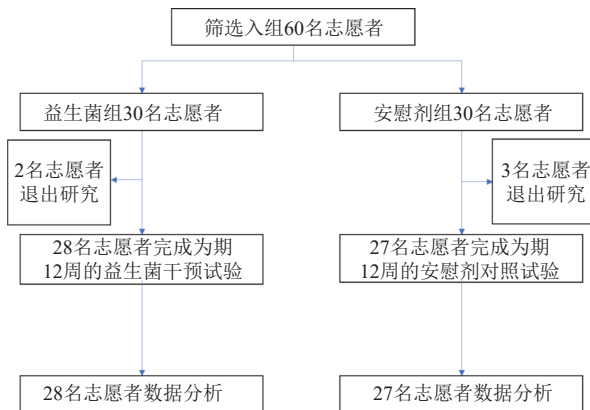 筛选入组60名志愿者
益生菌组30名志愿者
安慰剂组30名志愿者
2名志愿者
退出研究
3名志愿者
退出研究
28名志愿者完成为期
12周的益生菌干预试验
27名志愿者完成为期
12周的安慰剂对照试验
28名志愿者数据分析
27名志愿者数据分析